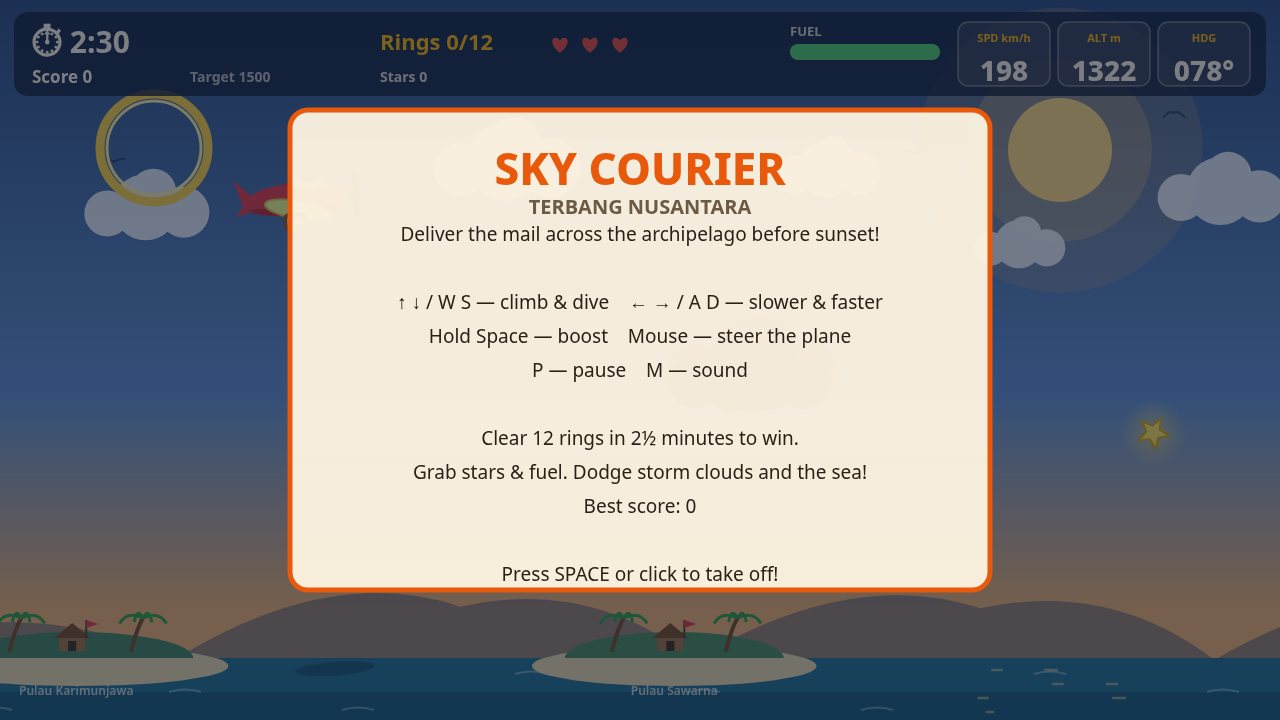 2:30
Rings 0/12
FUEL
SPD km/h
ALT m
HDG
198
1322
078°
Score 0
Target 1500
Stars 0
SKY COURIER
TERBANG NUSANTARA
Deliver the mail across the archipelago before sunset!
↑ ↓ / W S — climb & dive ← → / A D — slower & faster
Hold Space — boost Mouse — steer the plane
P — pause M — sound
Clear 12 rings in 2½ minutes to win.
Grab stars & fuel. Dodge storm clouds and the sea!
Best score: 0
Press SPACE or click to take off!
Pulau Karimunjawa
Pulau Sawarna